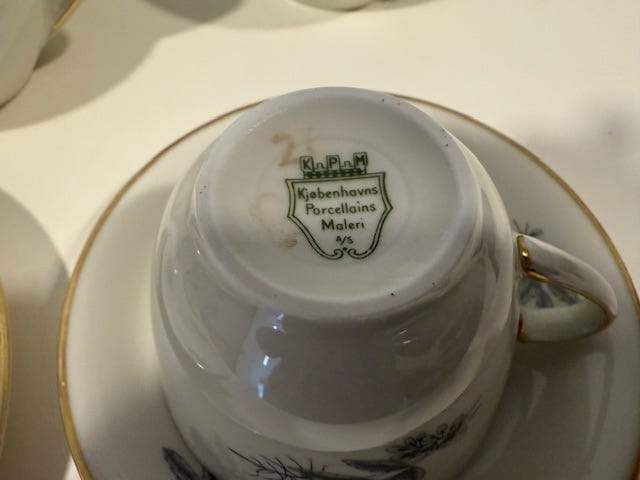 K P M
Kjøbenhavns
Porcellains
Maleri
A/S